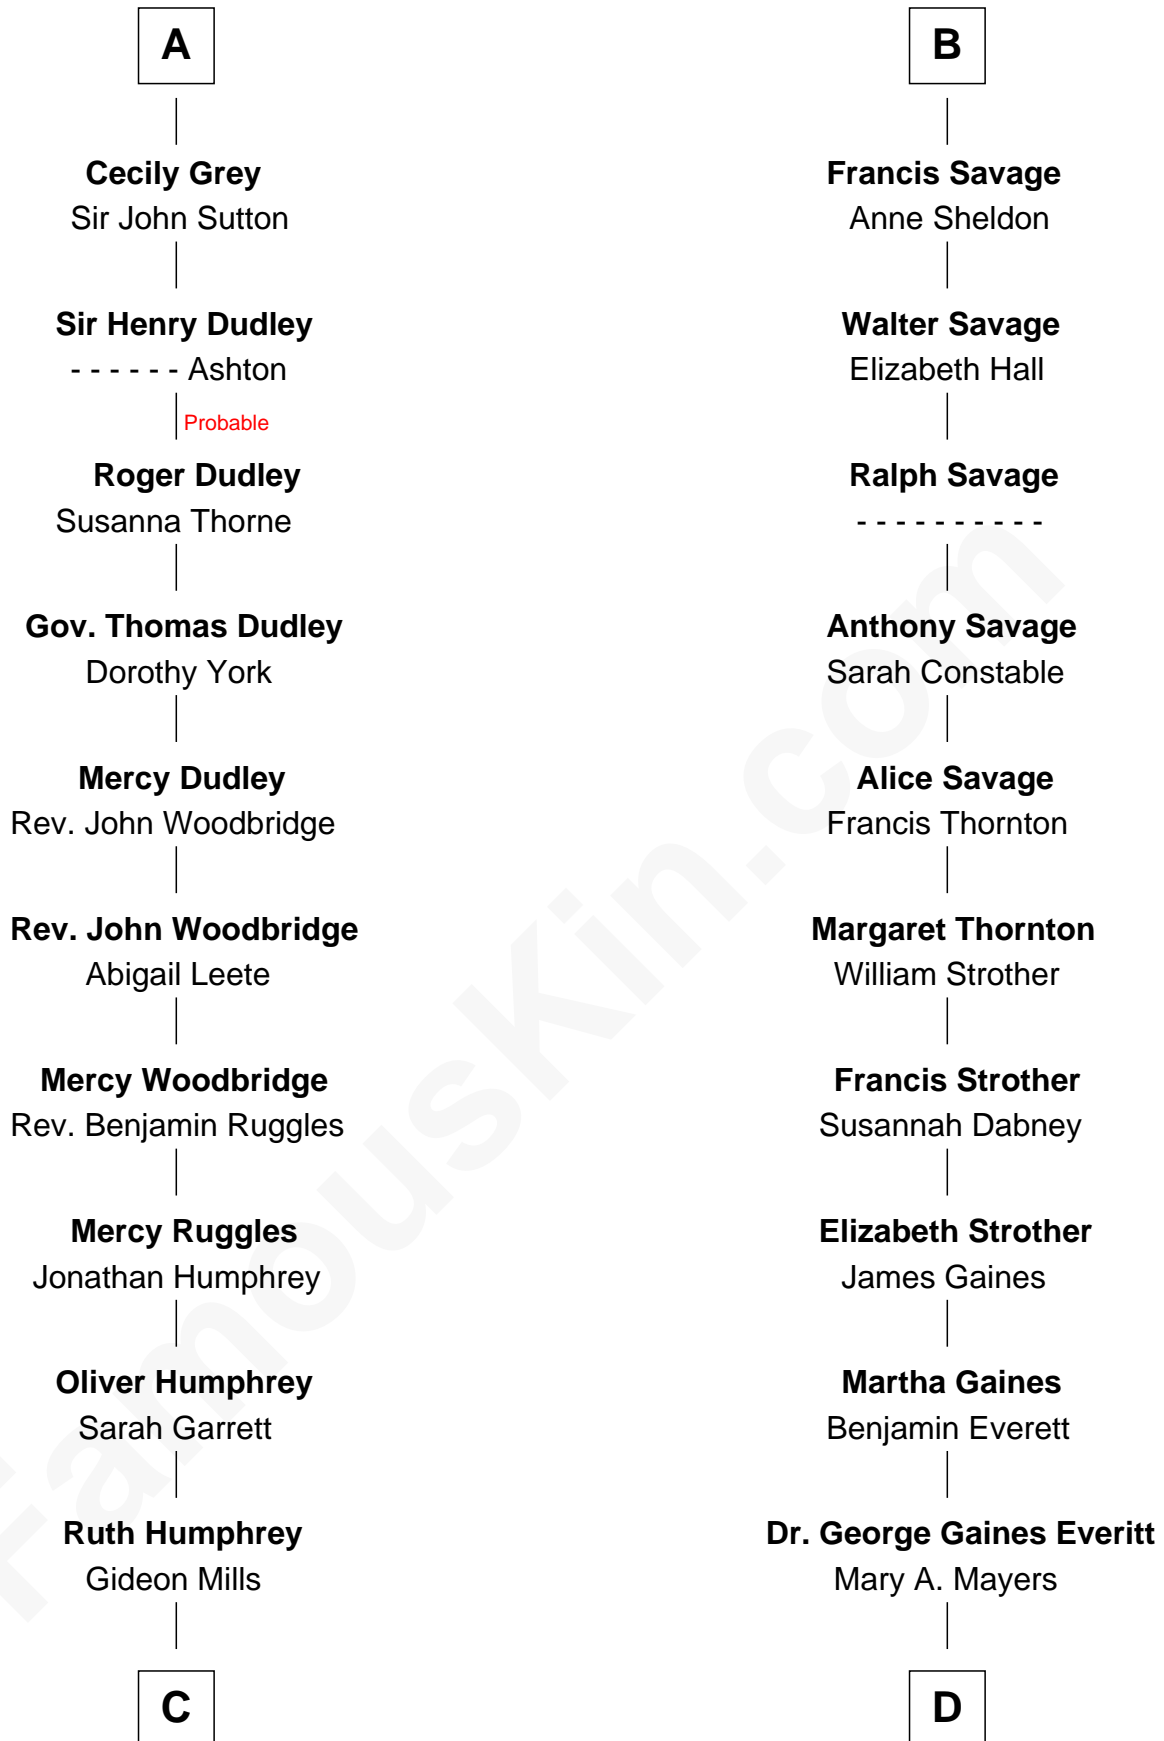 A
Cecily Grey
Sir John Sutton
Sir Henry Dudley
- - - - - - Ashton
Probable
Roger Dudley
Susanna Thorne
Gov. Thomas Dudley
Dorothy York
Mercy Dudley
Rev. John Woodbridge
Rev. John Woodbridge
Abigail Leete
Mercy Woodbridge
Rev. Benjamin Ruggles
Mercy Ruggles
Jonathan Humphrey
Oliver Humphrey
Sarah Garrett
Ruth Humphrey
Gideon Mills
C
B
Francis Savage
Anne Sheldon
Walter Savage
Elizabeth Hall
Ralph Savage
- - - - - - - - - -
Anthony Savage
Sarah Constable
Alice Savage
Francis Thornton
Margaret Thornton
William Strother
Francis Strother
Susannah Dabney
Elizabeth Strother
James Gaines
Martha Gaines
Benjamin Everett
Dr. George Gaines Everitt
Mary A. Mayers
D
FamousKin.com